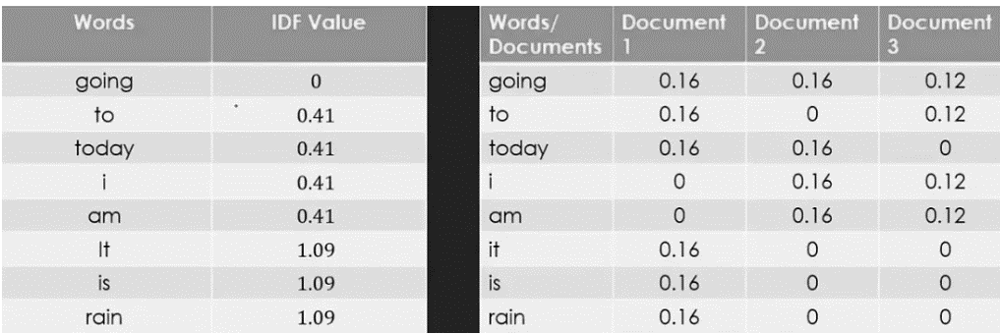 Words IDF Value
going 0
to 0.41
today 0.41
i 0.41
am 0.41
It 1.09
is 1.09
rain 1.09
Words/ Document Document Document
Documents 1 2 3
going 0.16 0.16 0.12
to 0.16 0 0.12
today 0.16 0.16 0
i 0 0.16 0.12
am 0 0.16 0.12
it 0.16 0 0
is 0.16 0 0
rain 0.16 0 0